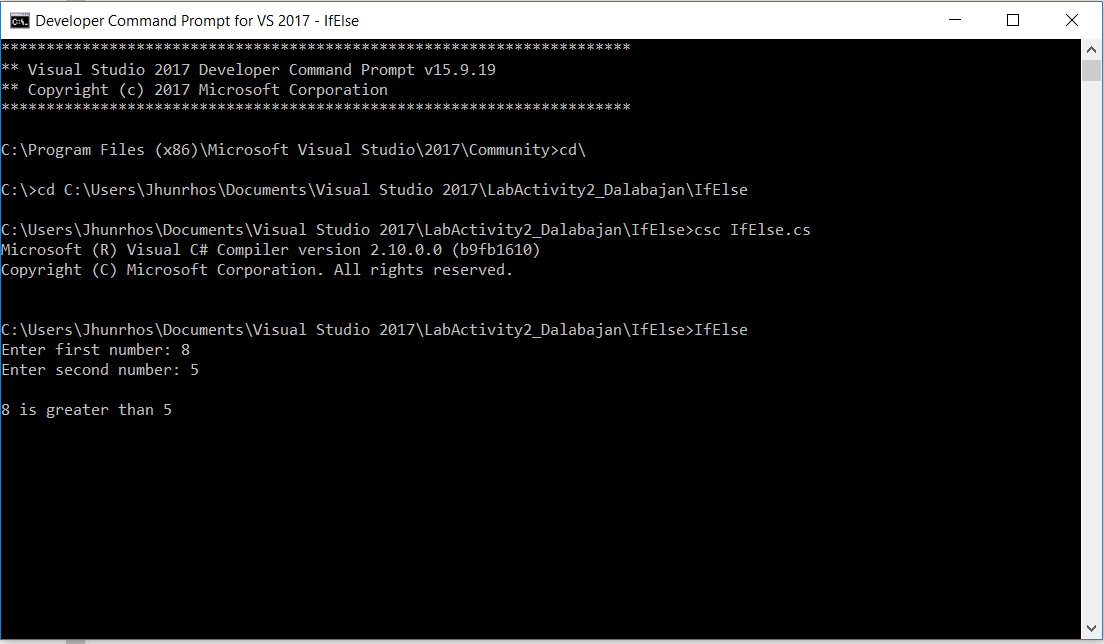 Developer Command Prompt for VS 2017 - IfElse
**********************************************************************
** Visual Studio 2017 Developer Command Prompt v15.9.19
** Copyright (c) 2017 Microsoft Corporation
**********************************************************************
C:\Program Files (x86)\Microsoft Visual Studio\2017\Community>cd\
C:\>cd C:\Users\Jhunrhos\Documents\Visual Studio 2017\LabActivity2_Dalabajan\IfElse
C:\Users\Jhunrhos\Documents\Visual Studio 2017\LabActivity2_Dalabajan\IfElse>csc IfElse.cs
Microsoft (R) Visual C# Compiler version 2.10.0.0 (b9fb1610)
Copyright (C) Microsoft Corporation. All rights reserved.
C:\Users\Jhunrhos\Documents\Visual Studio 2017\LabActivity2_Dalabajan\IfElse>IfElse
Enter first number: 8
Enter second number: 5
8 is greater than 5